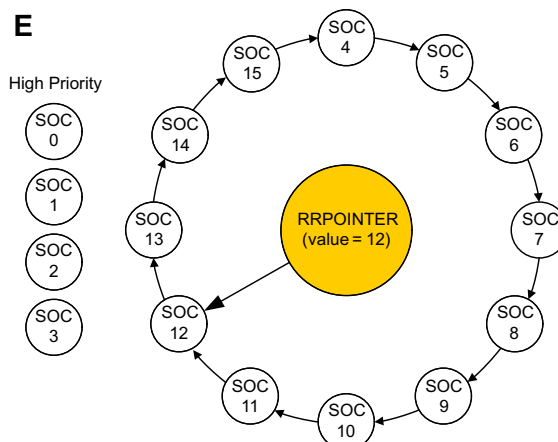 E
High Priority
SOC
0
SOC
1
SOC
2
SOC
3
SOC
4
SOC
5
SOC
6
SOC
7
SOC
8
SOC
9
SOC
10
SOC
11
SOC
12
SOC
13
SOC
14
SOC
15
RRPOINTER
(value = 12)